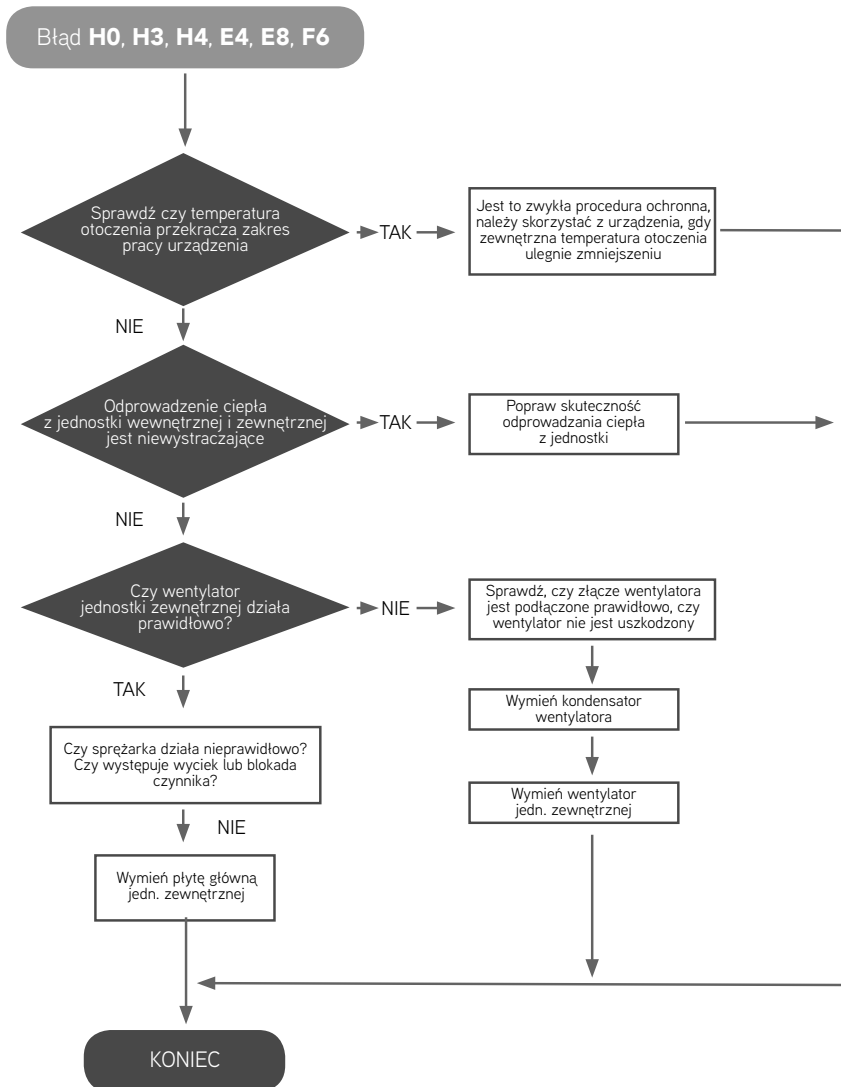 Błąd H0, H3, H4, E4, E8, F6
Sprawdź czy temperatura
otoczenia przekracza zakres
pracy urządzenia
TAK
Jest to zwykła procedura ochronna,
należy skorzystać z urządzenia, gdy
zewnętrzna temperatura otoczenia
ulegnie zmniejszeniu
NIE
Odprowadzenie ciepła
z jednostki wewnętrznej i zewnętrznej
jest niewystraczające
TAK
Popraw skuteczność
odprowadzania ciepła
z jednostki
NIE
Czy wentylator
jednostki zewnętrznej działa
prawidłowo?
NIE
Sprawdź, czy złącze wentylatora
jest podłączone prawidłowo, czy
wentylator nie jest uszkodzony
TAK
Wymień kondensator
wentylatora
Czy sprężarka działa nieprawidłowo?
Czy występuje wyciek lub blokada
czynnika?
Wymień wentylator
jedn. zewnętrznej
NIE
Wymień płytę główną
jedn. zewnętrznej
KONIEC